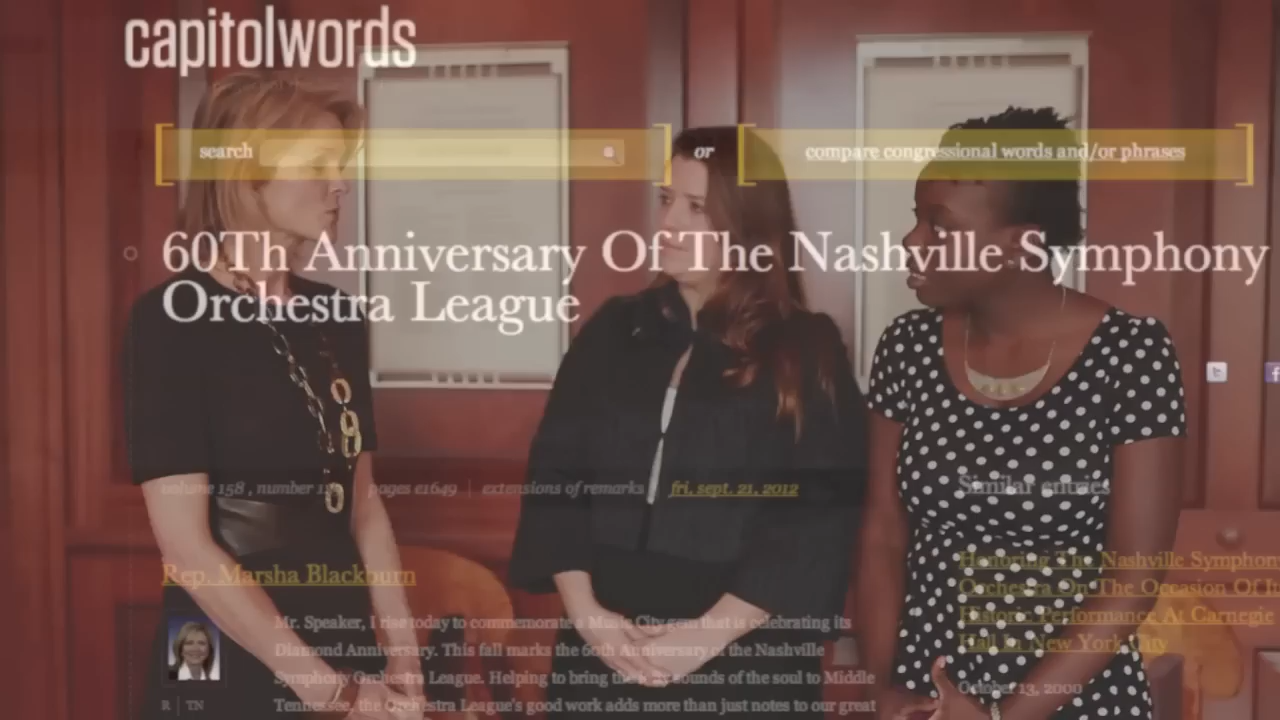 capitolwords
search or compare congressional words and/or phrases
60Th Anniversary Of The Nashville Symphony
Orchestra League
volume 158 , number pages e1649 extensions of remarks fri, sept. 21, 2012
Similar entries
Rep. Marsha Blackburn
Honoring The Nashville Symphony
Orchestra On The Occasion Of
Historic Performance At Carnegie
Hall In New York City
October 13, 2000
Mr. Speaker, I rise today to commemorate a Music City gem that is celebrating its
Diamond Anniversary. This fall marks the 60th Anniversary of the Nashville
Symphony Orchestra League. Helping to bring the sounds of the soul to Middle
Tennessee, the Orchestra League's good work adds more than just notes to our great
R | TN